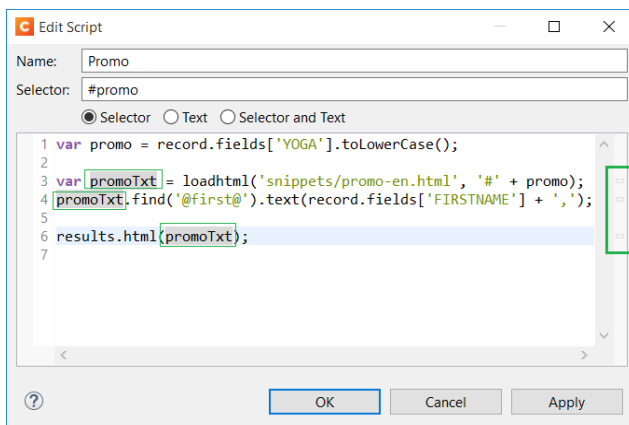 C Edit Script
Name: Promo
Selector: #promo
Selector Text Selector and Text
1 var promo = record.fields['YOGA'].toLowerCase();
2
3 var promoTxt = loadhtml('snippets/promo-en.html', '#' + promo);
4 promoTxt.find('@first@').text(record.fields['FIRSTNAME'] + ',');
5
6 results.html(promoTxt);
7
? OK Cancel Apply